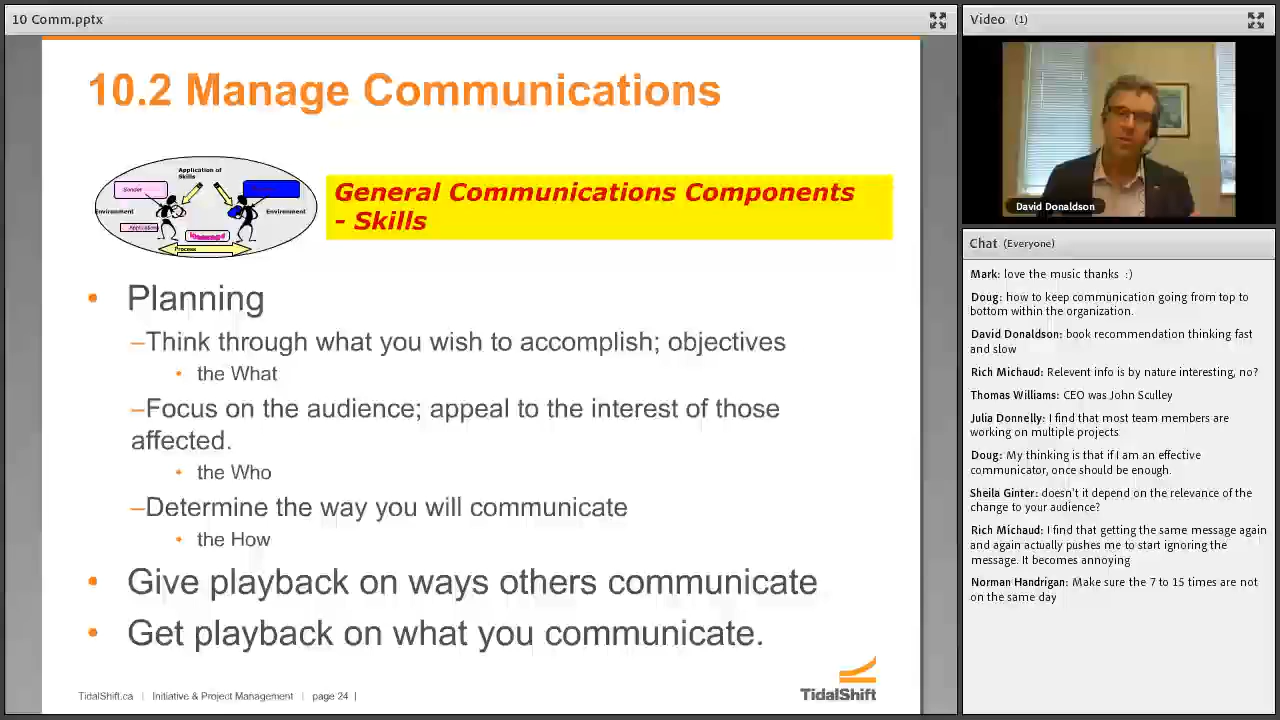 10 Comm.pptx
10.2 Manage Communications
Application of
Skills
Sender
Environment
Environment
Process
General Communications Components
- Skills
• Planning
–Think through what you wish to accomplish; objectives
• the What
–Focus on the audience; appeal to the interest of those
affected.
• the Who
–Determine the way you will communicate
• the How
• Give playback on ways others communicate
• Get playback on what you communicate.
TidalShift.ca | Initiative & Project Management | page 24 |
TidalShift
Video (1)
David Donaldson
Chat (Everyone)
Mark: love the music thanks :)
Doug: how to keep communication going from top to
bottom within the organization.
David Donaldson: book recommendation thinking fast
and slow
Rich Michaud: Relevent info is by nature interesting, no?
Thomas Williams: CEO was John Sculley
Julia Donnelly: I find that most team members are
working on multiple projects
Doug: My thinking is that if I am an effective
communicator, once should be enough.
Sheila Ginter: doesn't it depend on the relevance of the
change to your audience?
Rich Michaud: I find that getting the same message again
and again actually pushes me to start ignoring the
message. It becomes annoying
Norman Handrigan: Make sure the 7 to 15 times are not
on the same day